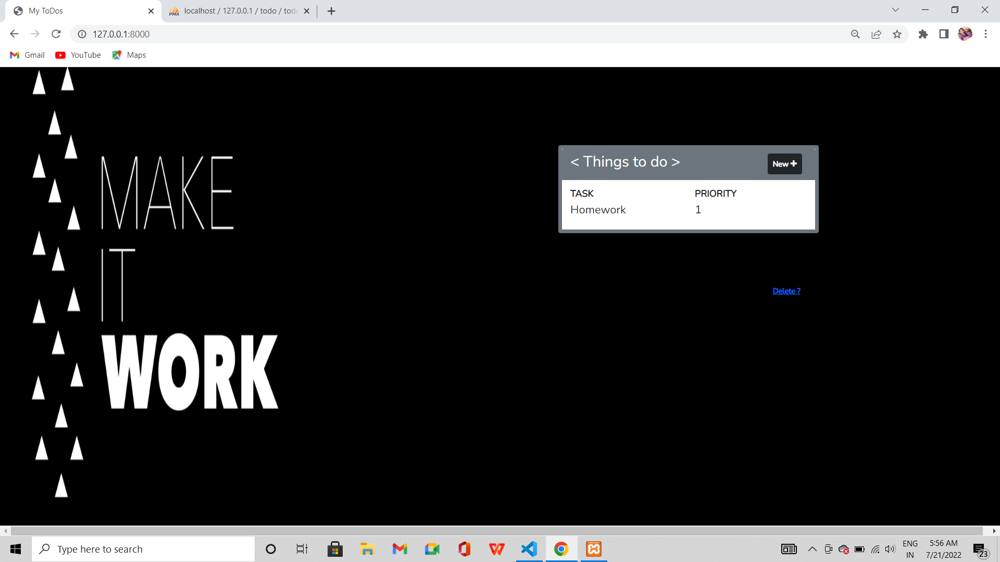 My ToDos
localhost / 127.0.0.1 / todo / tod
127.0.0.1:8000
Gmail YouTube Maps
MAKE
IT
WORK
< Things to do >
New +
TASK PRIORITY
Homework 1
Delete ?
Type here to search
ENG
IN
5:56 AM
7/21/2022
23